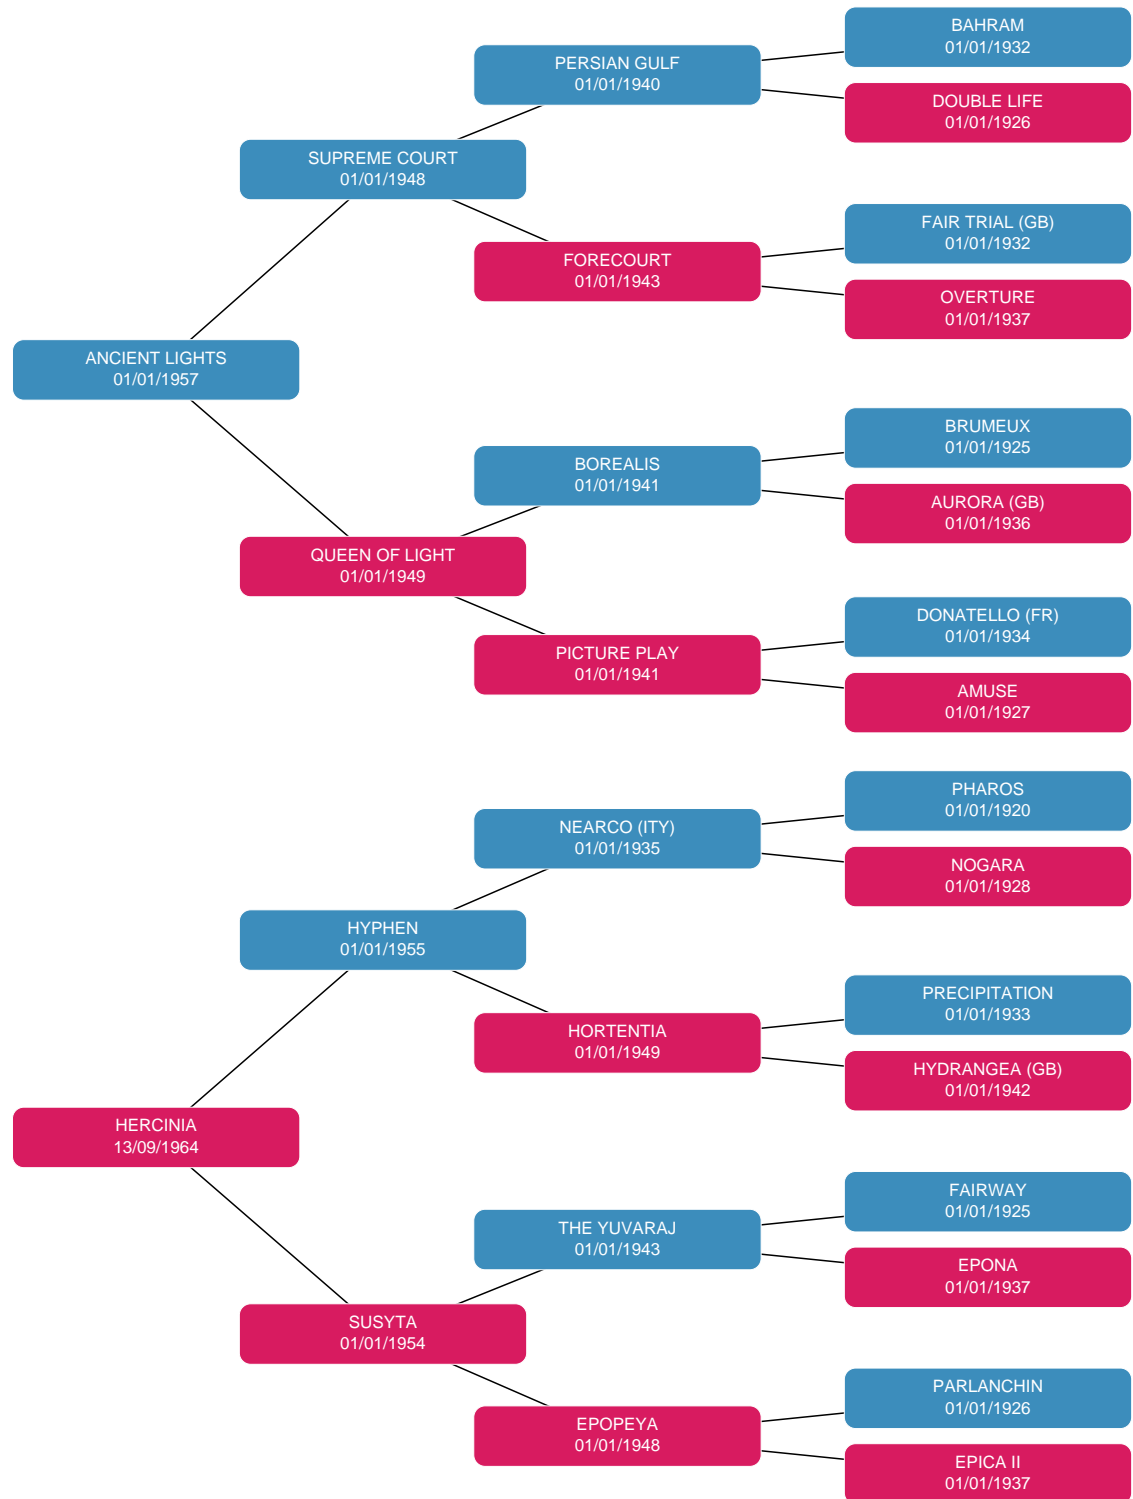 BAHRAM
01/01/1932
PERSIAN GULF
01/01/1940
DOUBLE LIFE
01/01/1926
SUPREME COURT
01/01/1948
FAIR TRIAL (GB)
01/01/1932
FORECOURT
01/01/1943
OVERTURE
01/01/1937
ANCIENT LIGHTS
01/01/1957
BRUMEUX
01/01/1925
BOREALIS
01/01/1941
AURORA (GB)
01/01/1936
QUEEN OF LIGHT
01/01/1949
DONATELLO (FR)
01/01/1934
PICTURE PLAY
01/01/1941
AMUSE
01/01/1927
PHAROS
01/01/1920
NEARCO (ITY)
01/01/1935
NOGARA
01/01/1928
HYPHEN
01/01/1955
PRECIPITATION
01/01/1933
HORTENTIA
01/01/1949
HYDRANGEA (GB)
01/01/1942
HERCINIA
13/09/1964
FAIRWAY
01/01/1925
THE YUVARAJ
01/01/1943
EPONA
01/01/1937
SUSYTA
01/01/1954
PARLANCHIN
01/01/1926
EPOPEYA
01/01/1948
EPICA II
01/01/1937